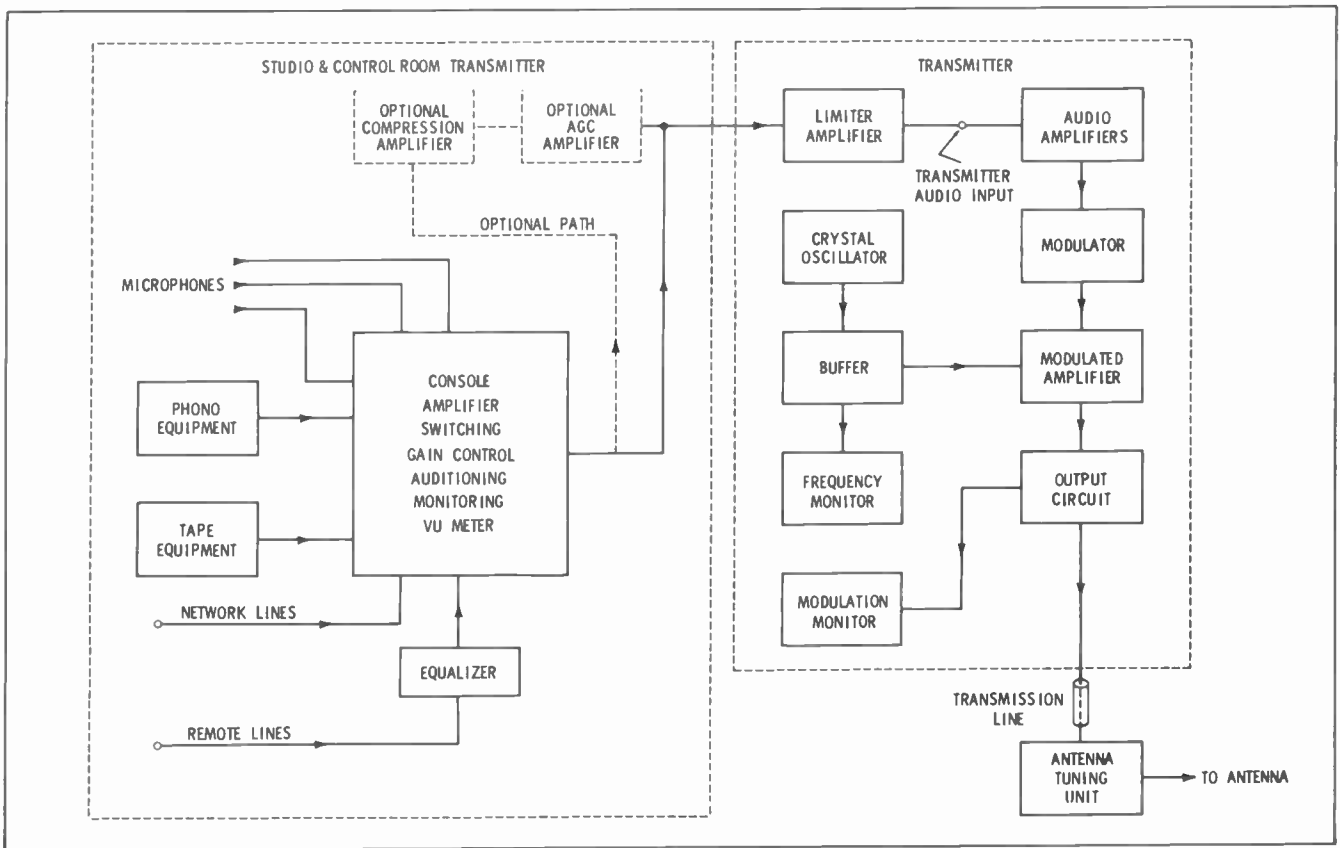 STUDIO & CONTROL ROOM TRANSMITTER
OPTIONAL
COMPRESSION
AMPLIFIER
OPTIONAL
AGC
AMPLIFIER
OPTIONAL PATH
MICROPHONES
PHONO
EQUIPMENT
TAPE
EQUIPMENT
CONSOLE
AMPLIFIER
SWITCHING
GAIN CONTROL
AUDITIONING
MONITORING
VU METER
NETWORK LINES
EQUALIZER
REMOTE LINES
TRANSMITTER
LIMITER
AMPLIFIER
TRANSMITTER
AUDIO INPUT
AUDIO
AMPLIFIERS
CRYSTAL
OSCILLATOR
MODULATOR
BUFFER
MODULATED
AMPLIFIER
FREQUENCY
MONITOR
OUTPUT
CIRCUIT
MODULATION
MONITOR
TRANSMISSION
LINE
ANTENNA
TUNING
UNIT
TO ANTENNA